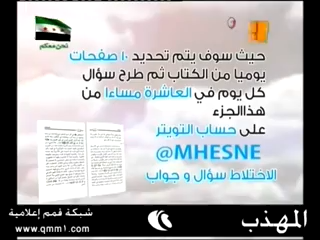 نحن معكم
حيث سوف يتم تحديد ١٠ صفحات
يوميا من الكتاب ثم طرح سؤال
كل يوم في العاشرة مساءا من
هذا الجزء
على حساب التويتر
@MHESNE
الاختلاط سؤال و جواب
شبكة قمم إعلامية
www.qmm1.com
المهذب